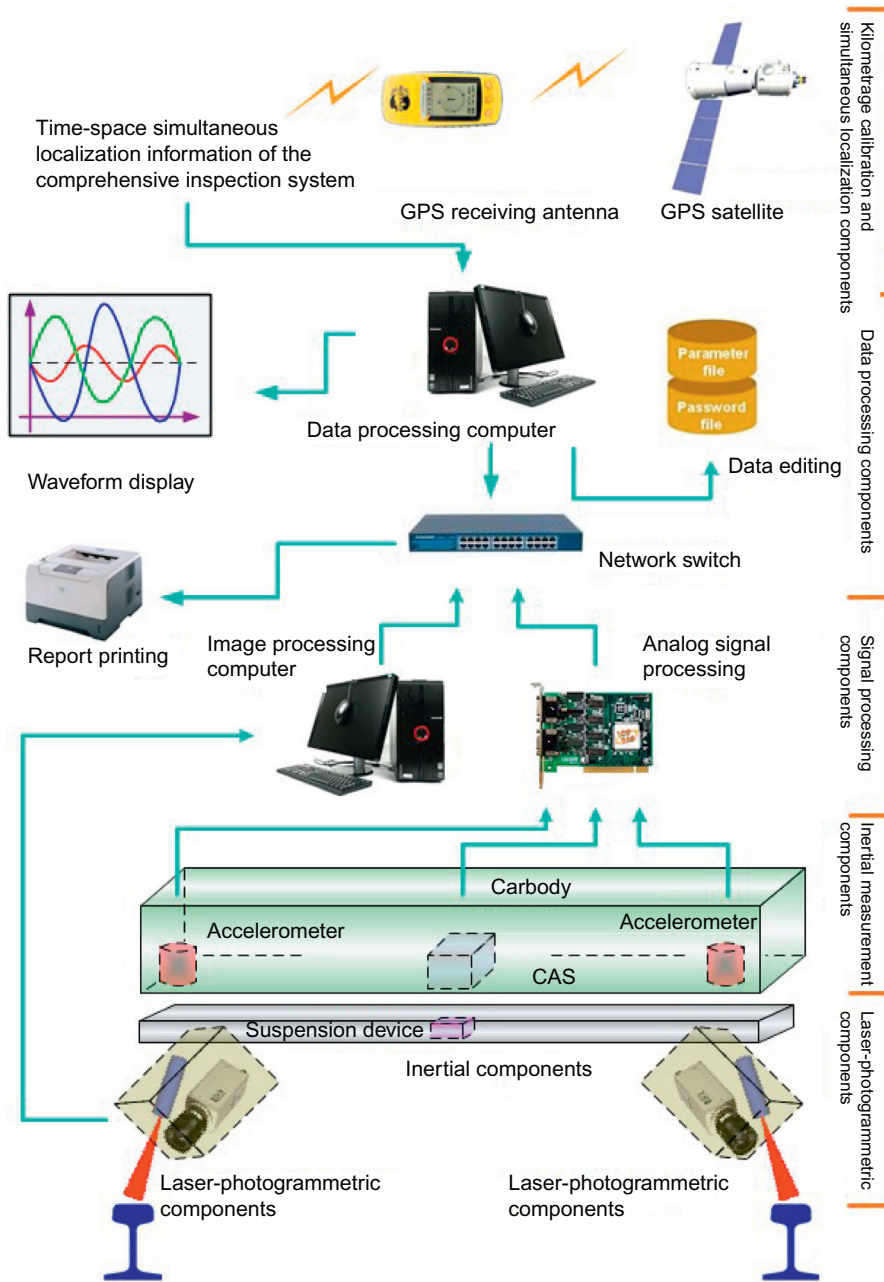 Time-space simultaneous
localization information of the
comprehensive inspection system
GPS receiving antenna
GPS satellite
Kilometrage calibration and
simultaneous localization components
Parameter
file
Password
file
Data processing computer
Data editing
Waveform display
Data processing components
Network switch
Report printing
Image processing
computer
Analog signal
processing
Signal processing
components
Carbody
Accelerometer
Accelerometer
CAS
Inertial measurement
components
Suspension device
Inertial components
Laser-photogrammetric
components
Laser-photogrammetric
components
Laser-photogrammetric
components